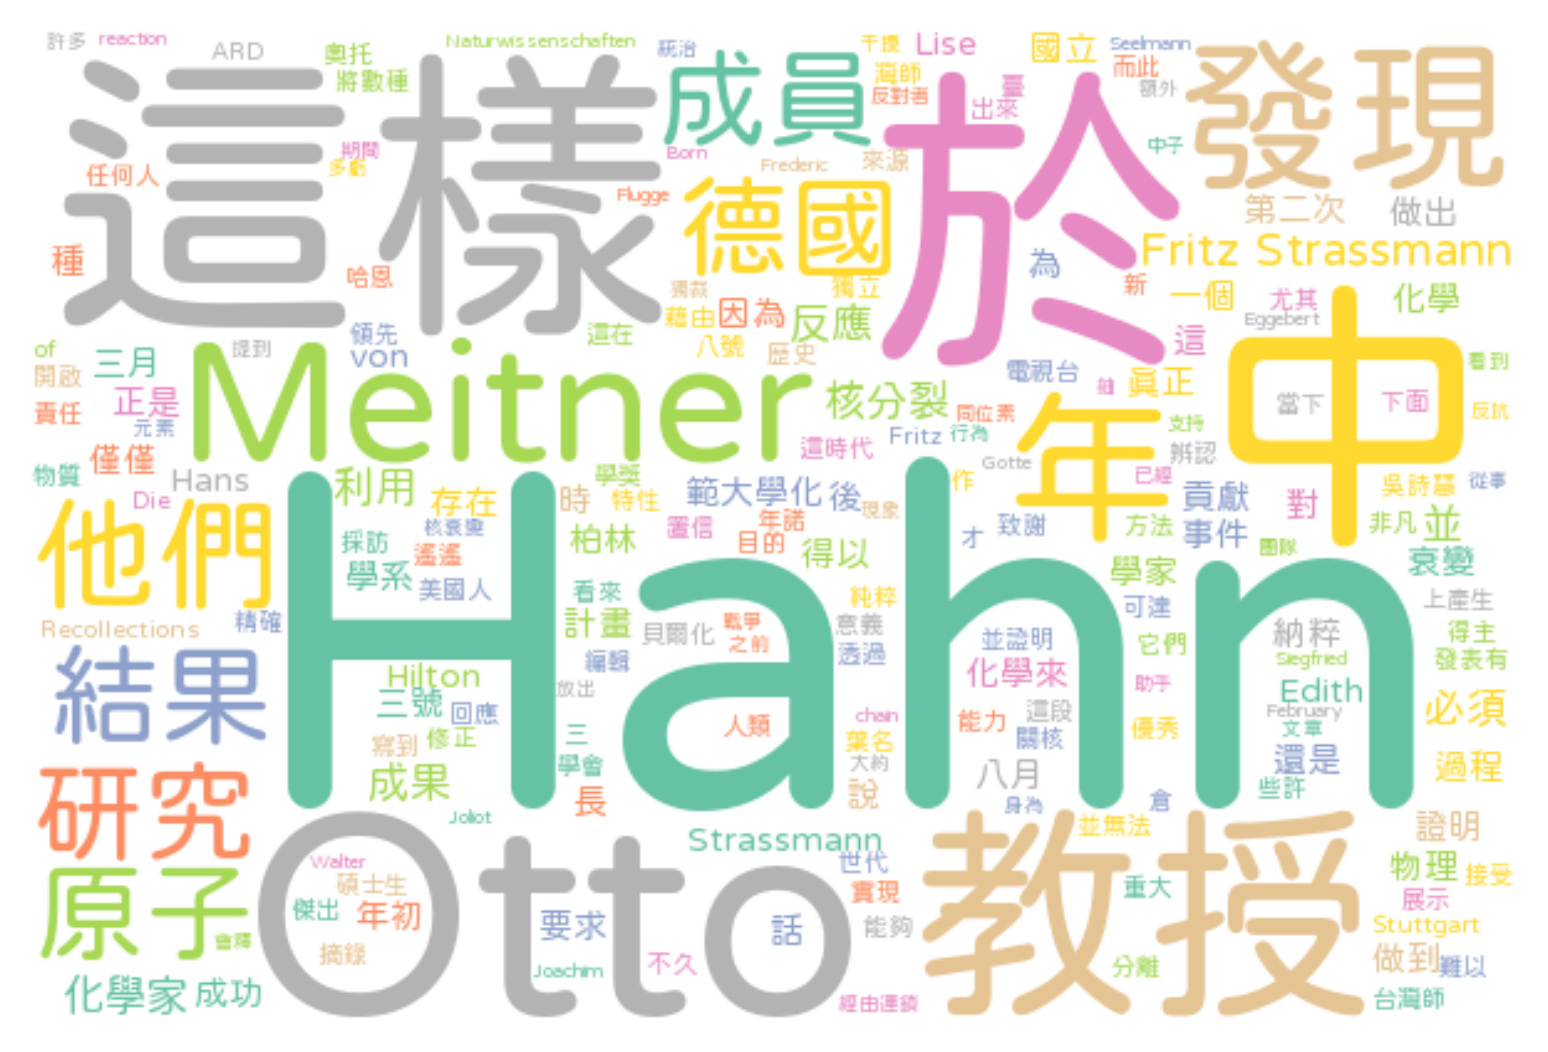 許多 reaction ARD 奧托 Naturwissenschaften 統治 干擾 Lise 國立 Seelmann 發現
將數種 成員 灣師 反對者 臺 出來 而此 額外
這樣 於
任何人 期間 多虧 Born Frederic 來源 中子
Flugge 德國 第二次 做出
種 哈恩 為 Fritz Strassmann
獨裁 獨立 新 一個 尤其 化學
領先 這在 藉由 因為 反應 Eggebert
of 三月 提到 von 八號 歷史 這 中
開啟 Meitner 電視台 真正 看到
責任 正是 核分裂 同位素 年 當下 下面 反抗
元素 這時代 Fritz 行為 支持
物質 僅僅 Hans 利用 學獎 Gotte 辨認 已經 吳詩慧 從事
Die 存在 時 特性 範大學化 後 現象 作 貢獻 對
他們 核衰變 年諾 置信 才 致謝 方法 事件 非凡 並
採訪 遙遙 柏林 目的 得以 團隊
學系 美國人 Hahn 學家 衰變
看來 純粹 可達 上產生
Recollections 精確 計畫 貝爾化 戰爭 意義 並證明 它們 納粹 得主
之前 透過 Siegfried 發表有
結果 Hilton 編輯 化學來 助手 Edith
三號 回應 放出 人類 chain 能力 這段 February 必須
寫到 修正 三 葉名 關核 優秀 文章
研究 成果 學會 大約 八月 還是 過程
長 說 身為 倉 些許
Joliot Strassmann 並無法 證明
Otto 教授
原子 Walter 碩士生 世代 物理 接受
傑出 年初 實現 重大 展示
會釋 要求 話 能夠 Stuttgart
摘錄 Joachim 不久 分離 做到 難以
化學家 成功 經由連鎖 台灣師